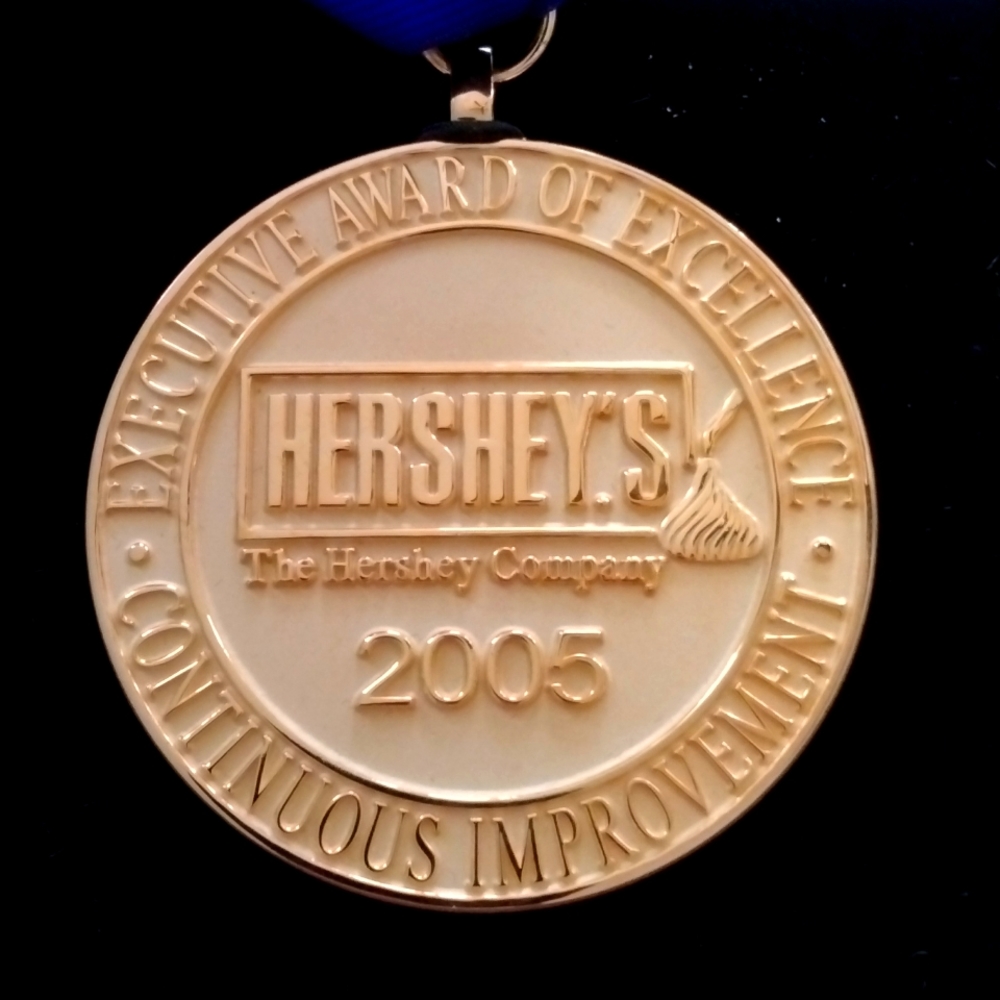 EXECUTIVE AWARD OF EXCELLENCE
HERSHEY'S
The Hershey Company
2005
• CONTINUOUS IMPROVEMENT •